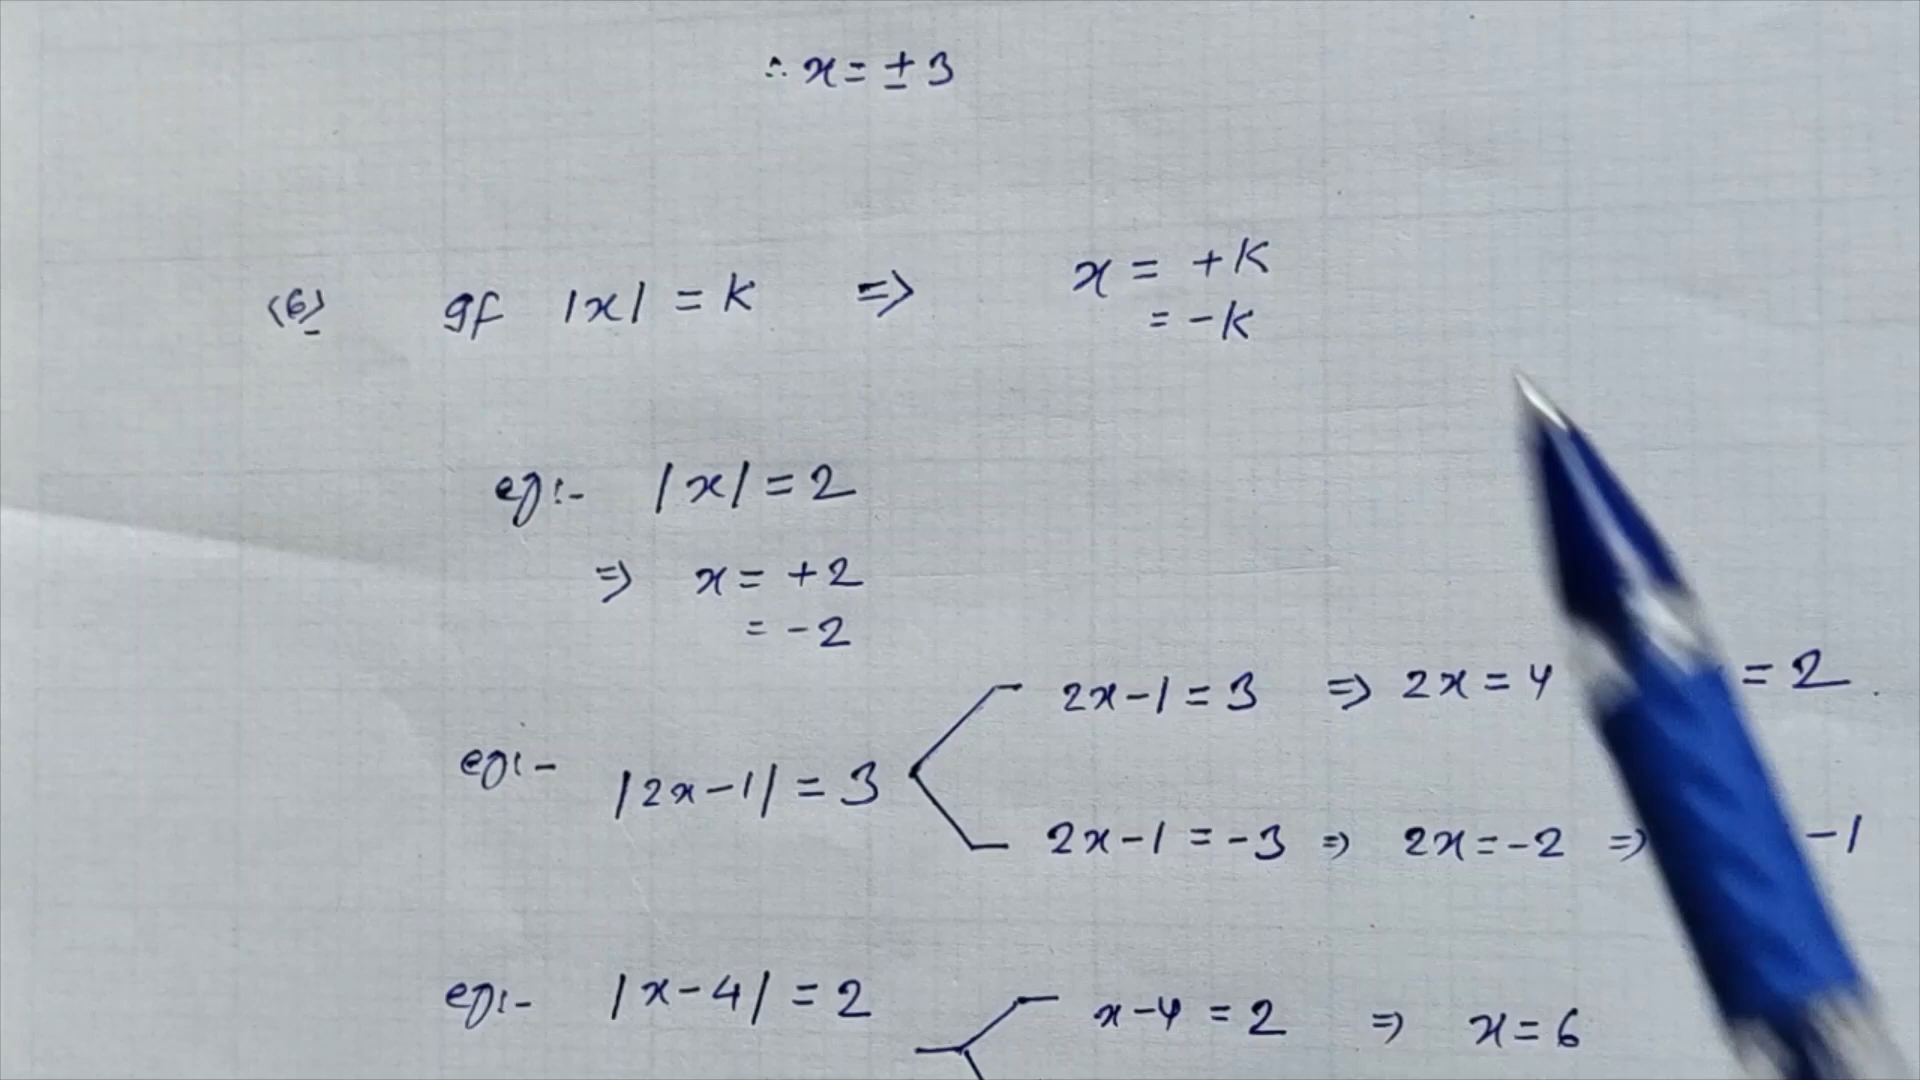 ∴ x = ± 3
(6) If |x| = k ⇒ x = +k
= -k
eg:- |x| = 2
⇒ x = +2
= -2
2x-1 = 3 ⇒ 2x = 4 = 2
eg:- |2x-1| = 3
2x-1 = -3 ⇒ 2x = -2 ⇒ -1
eg:- |x-4| = 2 x-4 = 2 ⇒ x = 6